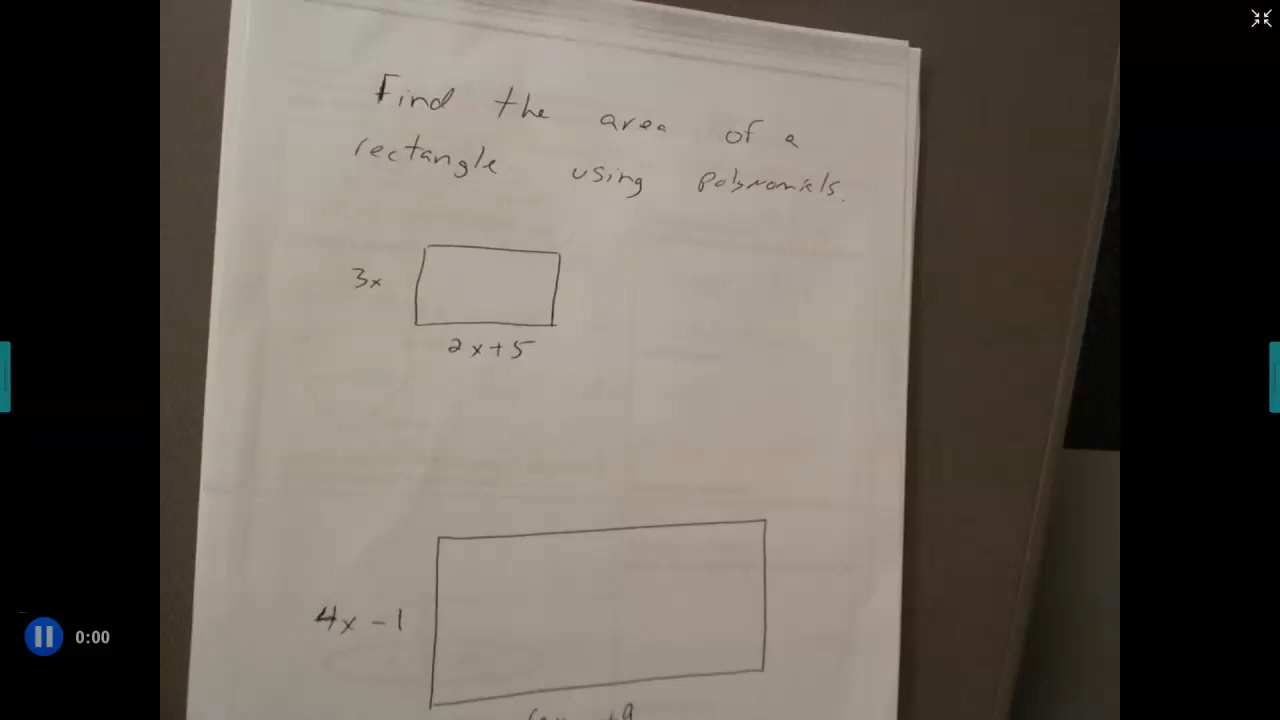 Find the area of a
rectangle using polynomials.
3x
2x+5
4x - 1
0:00